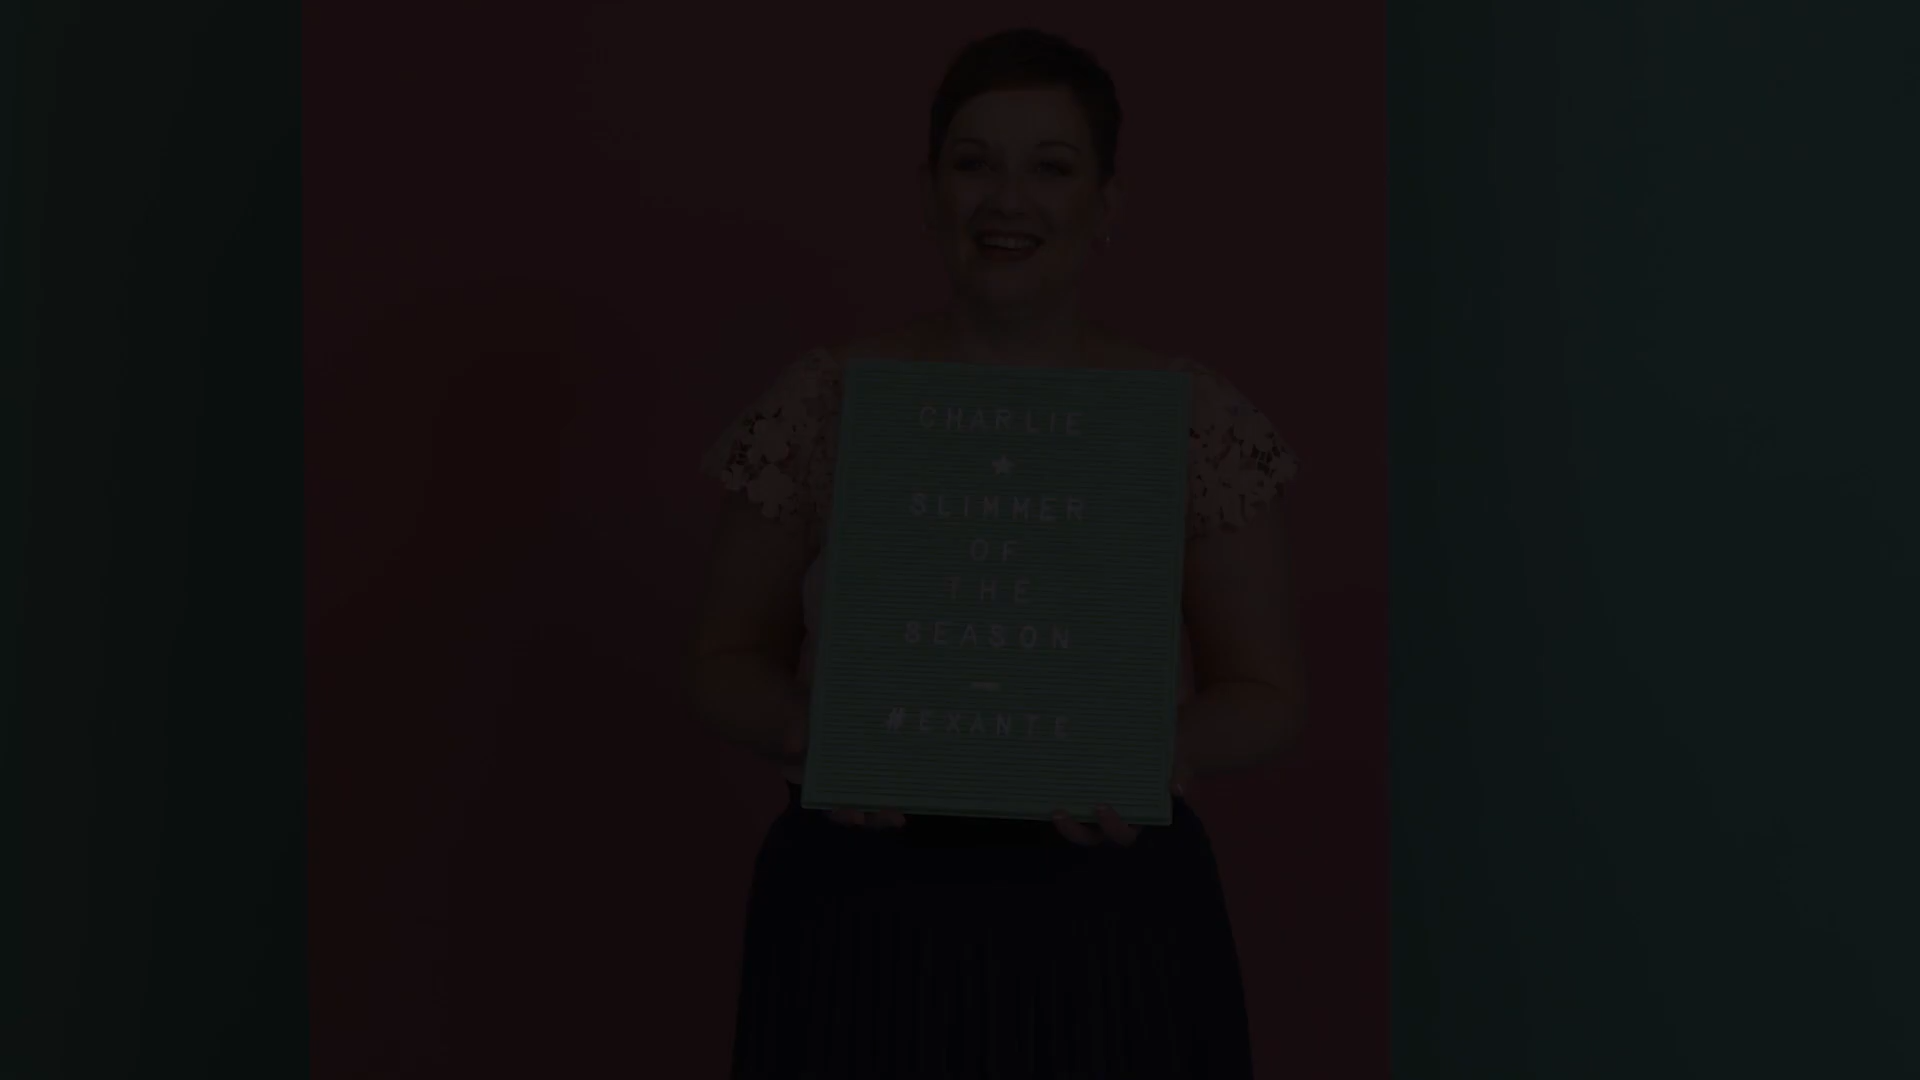 CHARLIE
SLIMMER
OF
THE
SEASON
#EXANTE